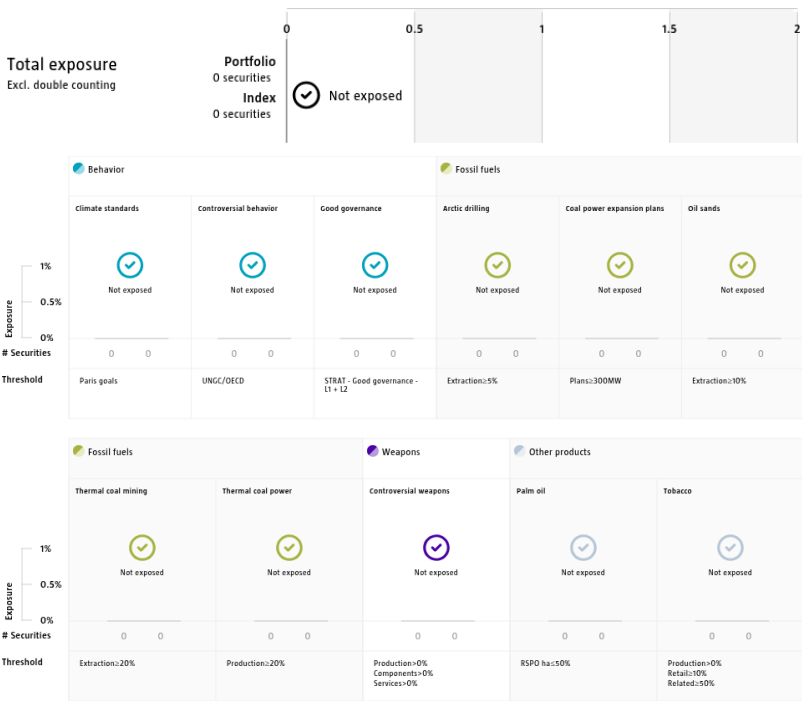 0 0.5 1 1.5 2
Total exposure
Excl. double counting
Portfolio
0 securities
Index
0 securities
Not exposed
Behavior Fossil fuels
Climate standards Controversial behavior Good governance Arctic drilling Coal power expansion plans Oil sands
Exposure
1%
0.5%
0%
Not exposed Not exposed Not exposed Not exposed Not exposed Not exposed
# Securities 0 0 0 0 0 0 0 0 0 0 0 0
Threshold Paris goals UNGC/OECD STRAT - Good governance - Extraction≥5% Plans≥300MW Extraction≥10%
L1 + L2
Fossil fuels Weapons Other products
Thermal coal mining Thermal coal power Controversial weapons Palm oil Tobacco
Exposure
1%
0.5%
0%
Not exposed Not exposed Not exposed Not exposed Not exposed
# Securities 0 0 0 0 0 0 0 0 0 0
Threshold Extraction≥20% Production≥20% Production>0% RSPO ha≤50% Production>0%
Components>0% Retail≥10%
Services>0% Related≥50%